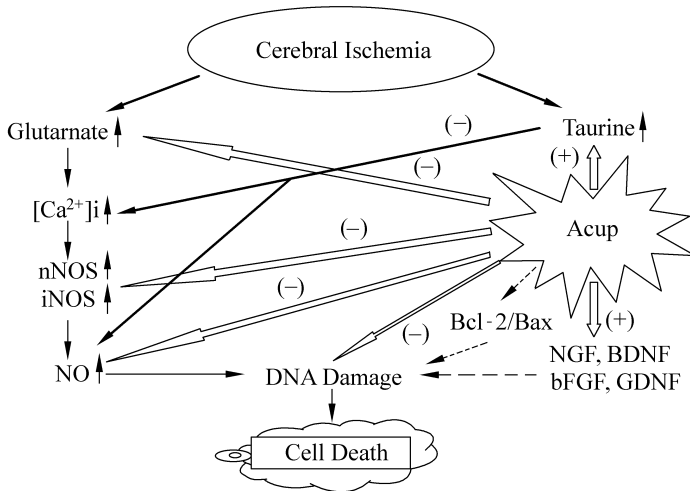 Cerebral Ischemia
Glutarnate
(−)
Taurine
(−)
(+)
[Ca²⁺]i
Acup
(−)
nNOS
iNOS
(−)
Bcl-2/Bax
(+)
(−)
NGF, BDNF
NO
DNA Damage
bFGF, GDNF
Cell Death